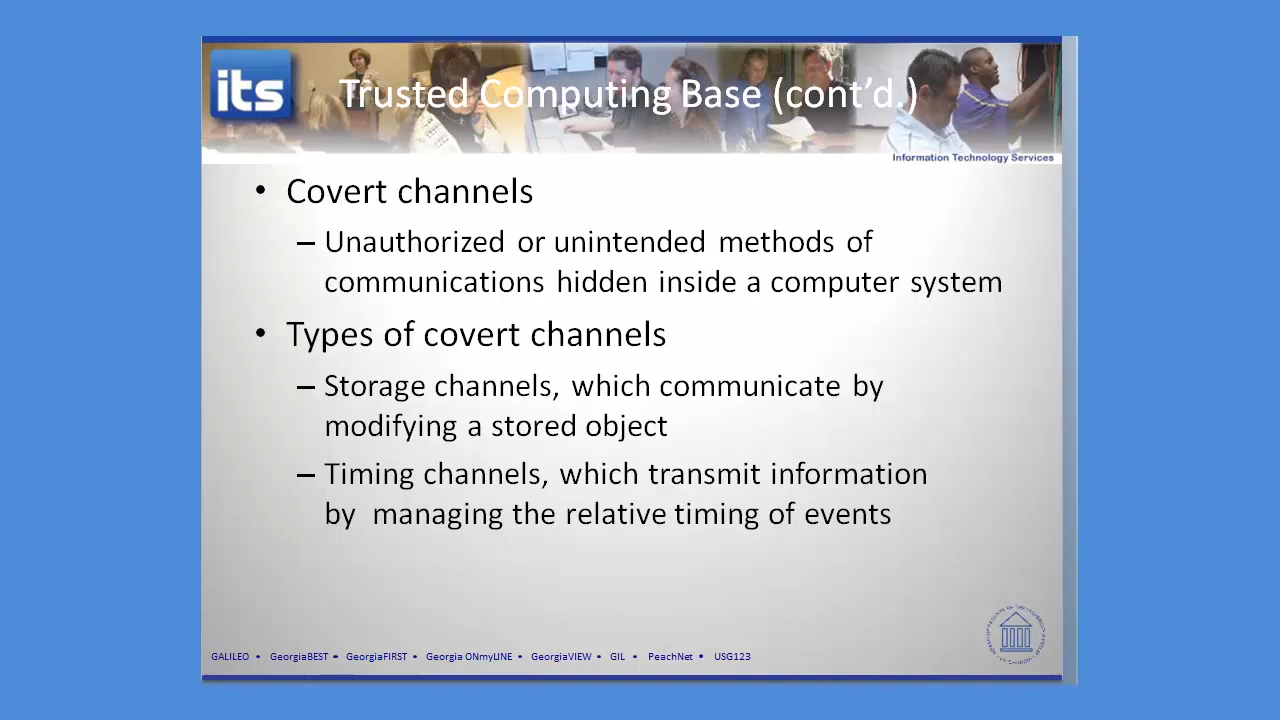 its
Trusted Computing Base (cont’d.)
Information Technology Services
• Covert channels
– Unauthorized or unintended methods of
communications hidden inside a computer system
• Types of covert channels
– Storage channels, which communicate by
modifying a stored object
– Timing channels, which transmit information
by managing the relative timing of events
GALILEO • GeorgiaBEST • GeorgiaFIRST • Georgia ONmyLINE • GeorgiaVIEW • GIL • PeachNet • USG123